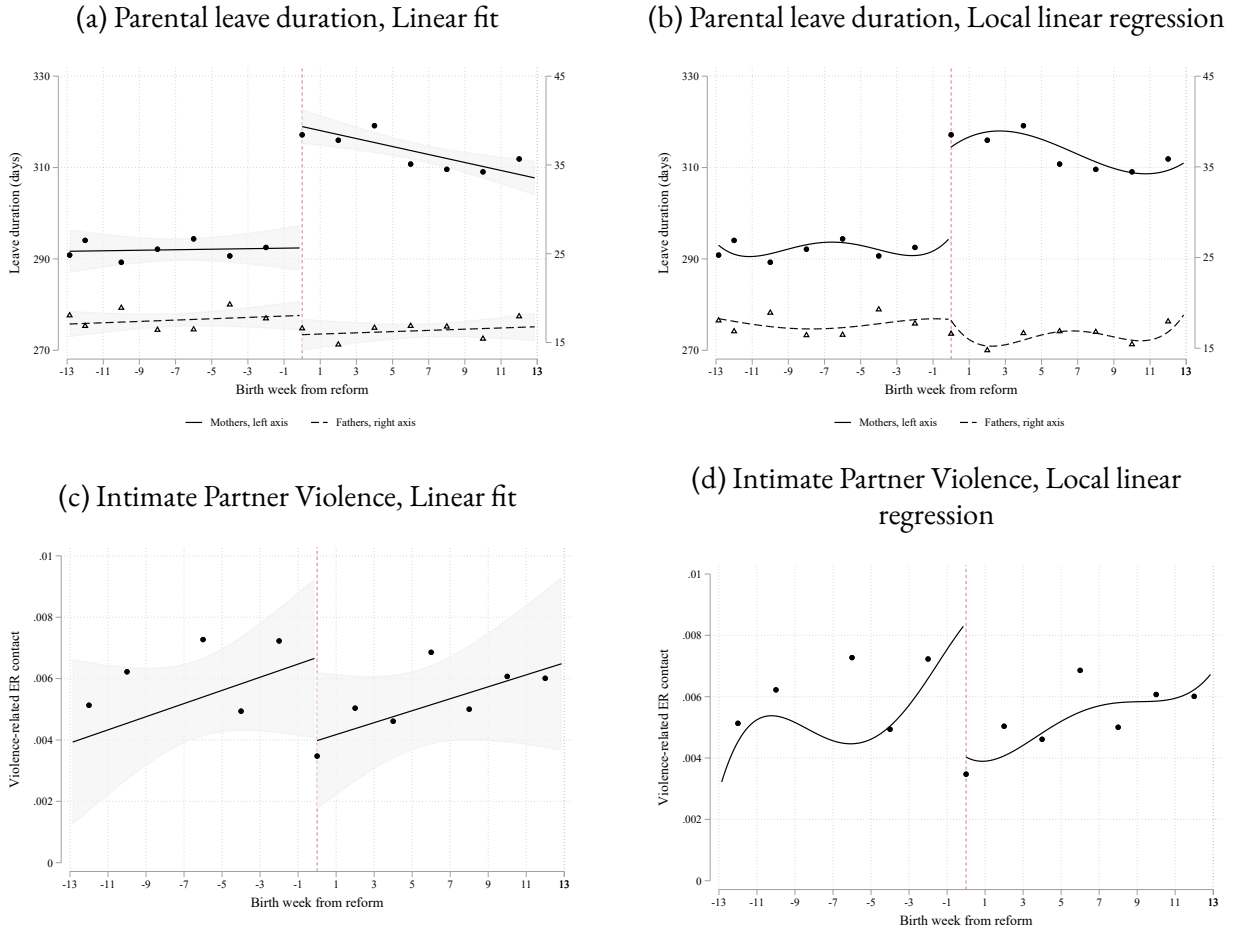 (a) Parental leave duration, Linear fit
330
310
290
270
45
35
25
15
Leave duration (days)
-13 -11 -9 -7 -5 -3 -1 1 3 5 7 9 11 13
Birth week from reform
Mothers, left axis Fathers, right axis
(b) Parental leave duration, Local linear regression
330
310
290
270
45
35
25
15
Leave duration (days)
-13 -11 -9 -7 -5 -3 -1 1 3 5 7 9 11 13
Birth week from reform
Mothers, left axis Fathers, right axis
(c) Intimate Partner Violence, Linear fit
.01
.008
.006
.004
.002
0
Violence-related ER contact
-13 -11 -9 -7 -5 -3 -1 1 3 5 7 9 11 13
Birth week from reform
(d) Intimate Partner Violence, Local linear
regression
.01
.008
.006
.004
.002
0
Violence-related ER contact
-13 -11 -9 -7 -5 -3 -1 1 3 5 7 9 11 13
Birth week from reform